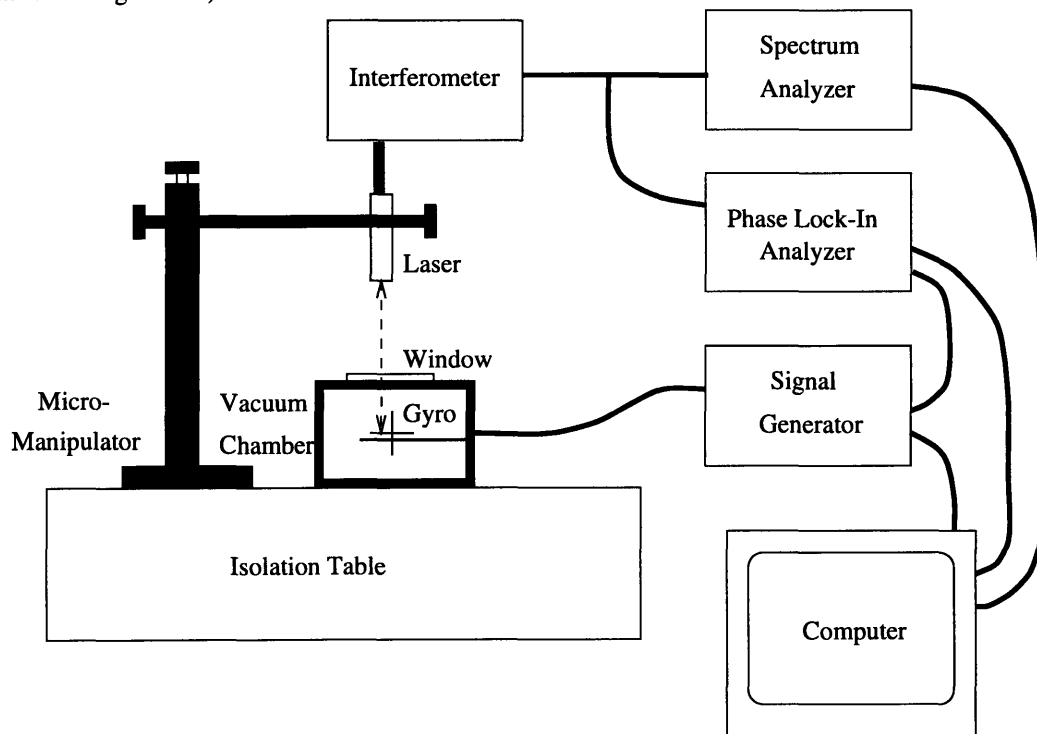 Interferometer
Spectrum
Analyzer
Phase Lock-In
Analyzer
Laser
Window
Gyro
Vacuum
Chamber
Micro-
Manipulator
Signal
Generator
Isolation Table
Computer